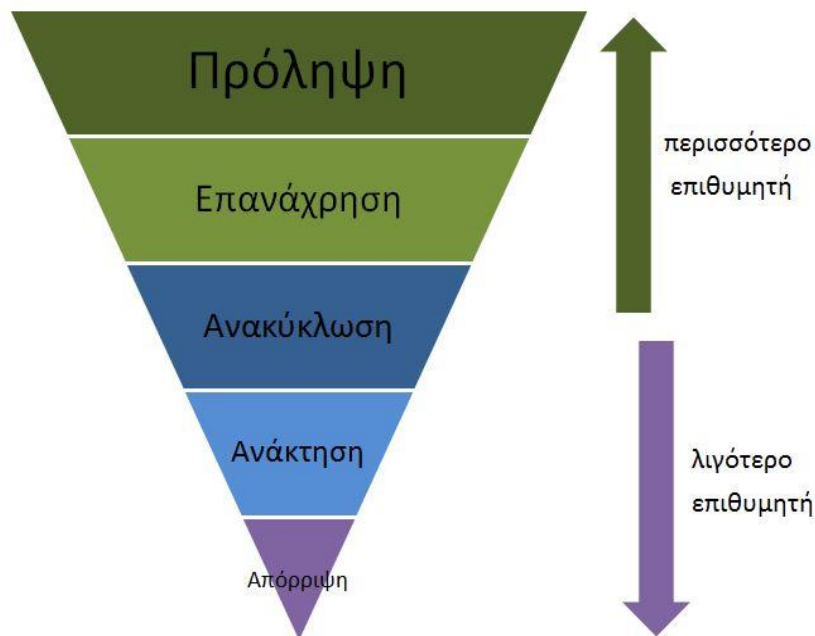 Πρόληψη
Επανάχρηση
Ανακύκλωση
Ανάκτηση
Απόρριψη
περισσότερο
επιθυμητή
λιγότερο
επιθυμητή